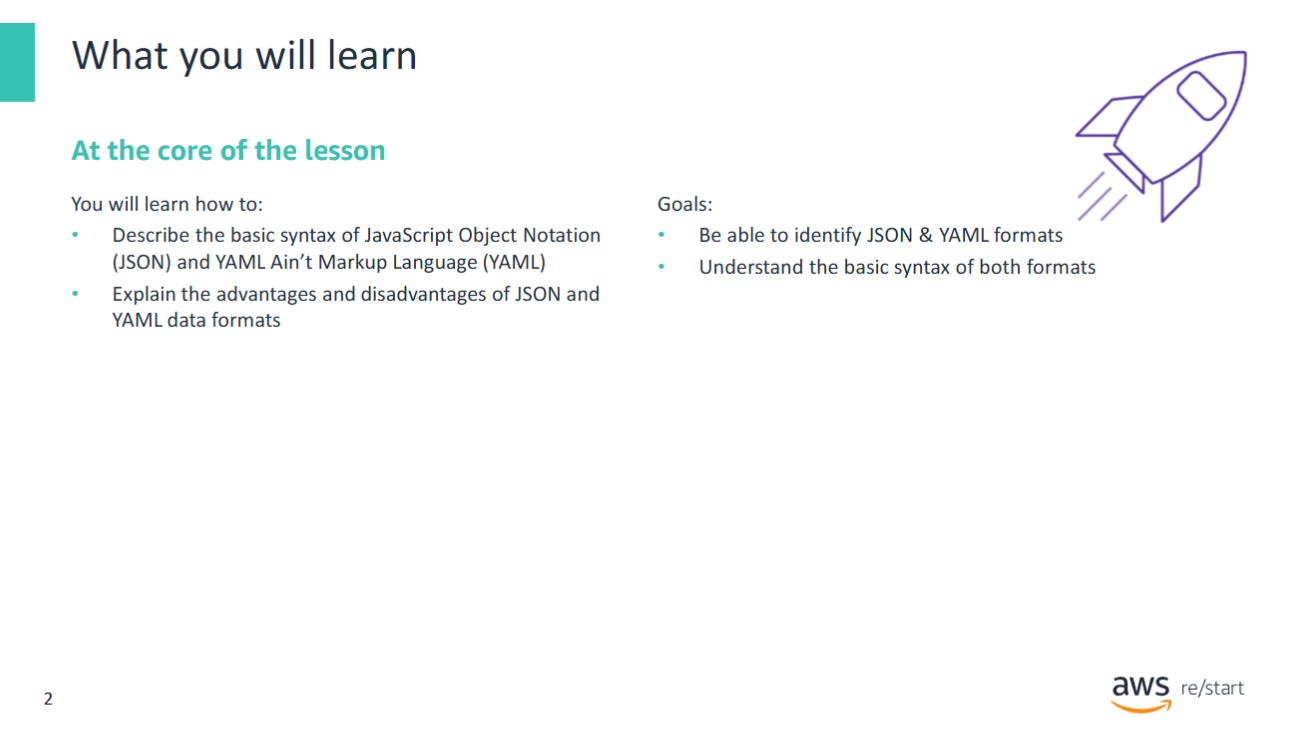 What you will learn
At the core of the lesson
You will learn how to:
• Describe the basic syntax of JavaScript Object Notation
(JSON) and YAML Ain’t Markup Language (YAML)
• Explain the advantages and disadvantages of JSON and
YAML data formats
Goals:
• Be able to identify JSON & YAML formats
• Understand the basic syntax of both formats
2
aws re/start